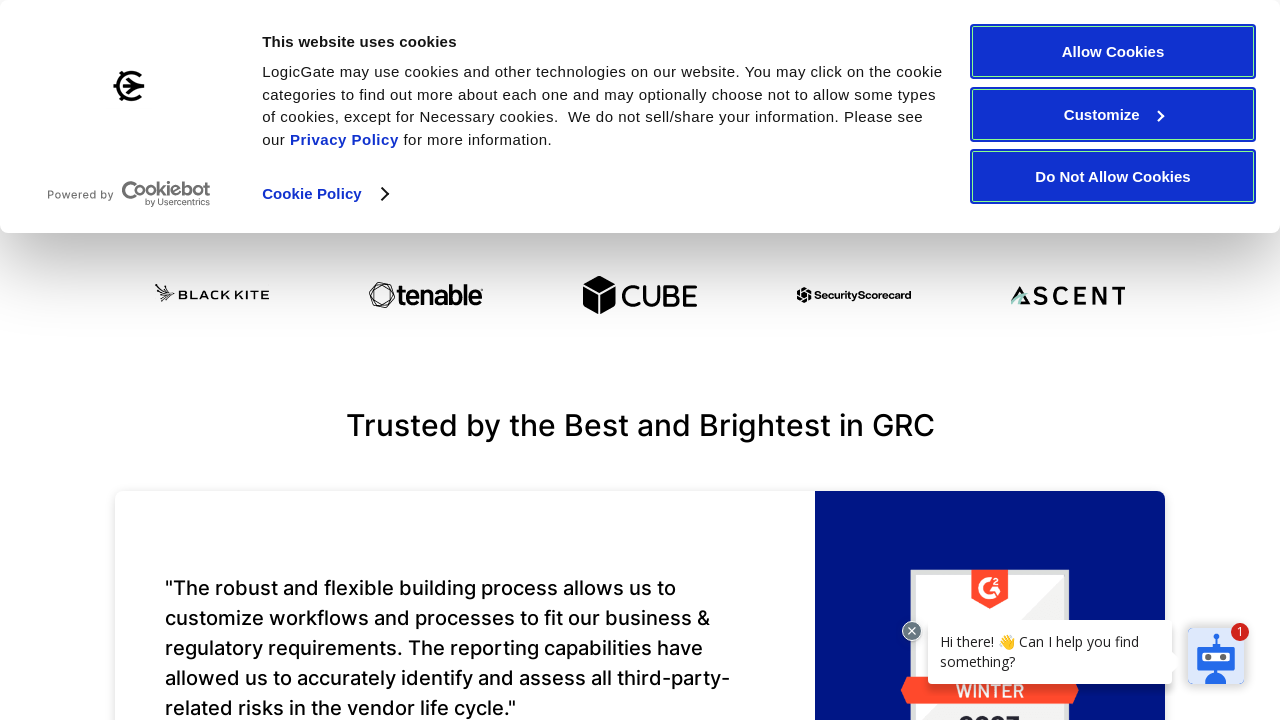 This website uses cookies
LogicGate may use cookies and other technologies on our website. You may click on the cookie
categories to find out more about each one and may optionally choose not to allow some types
of cookies, except for Necessary cookies.  We do not sell/share your information. Please see
our Privacy Policy for more information.
Cookie Policy
Powered by Cookiebot
by Usercentrics
Allow Cookies
Customize
Do Not Allow Cookies
BLACK KITE
tenable
CUBE
SecurityScorecard
ASCENT
Trusted by the Best and Brightest in GRC
"The robust and flexible building process allows us to
customize workflows and processes to fit our business &
regulatory requirements. The reporting capabilities have
allowed us to accurately identify and assess all third-party-
related risks in the vendor life cycle."
G2
WINTER
Hi there! 👋 Can I help you find
something?
1